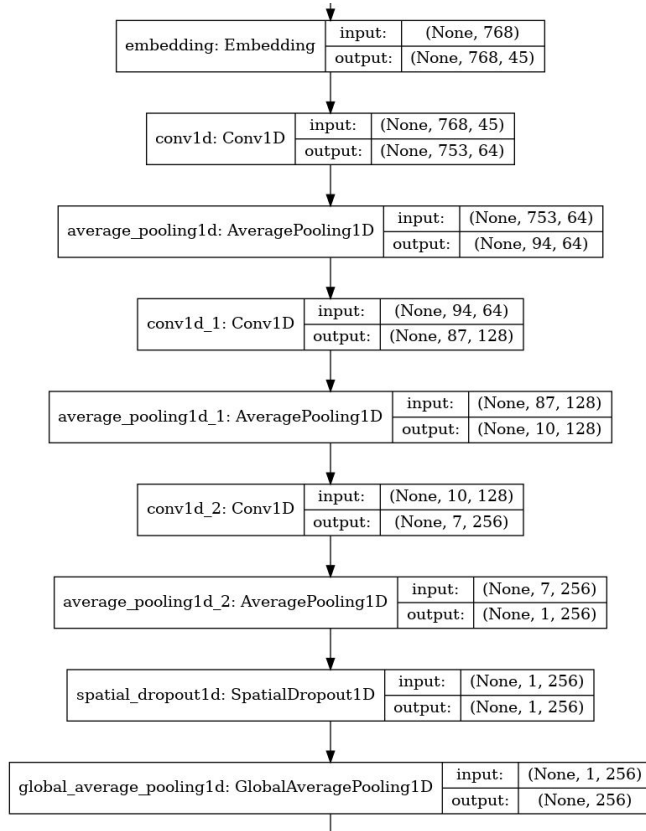 embedding: Embedding
input: (None, 768)
output: (None, 768, 45)
conv1d: Conv1D
input: (None, 768, 45)
output: (None, 753, 64)
average_pooling1d: AveragePooling1D
input: (None, 753, 64)
output: (None, 94, 64)
conv1d_1: Conv1D
input: (None, 94, 64)
output: (None, 87, 128)
average_pooling1d_1: AveragePooling1D
input: (None, 87, 128)
output: (None, 10, 128)
conv1d_2: Conv1D
input: (None, 10, 128)
output: (None, 7, 256)
average_pooling1d_2: AveragePooling1D
input: (None, 7, 256)
output: (None, 1, 256)
spatial_dropout1d: SpatialDropout1D
input: (None, 1, 256)
output: (None, 1, 256)
global_average_pooling1d: GlobalAveragePooling1D
input: (None, 1, 256)
output: (None, 256)